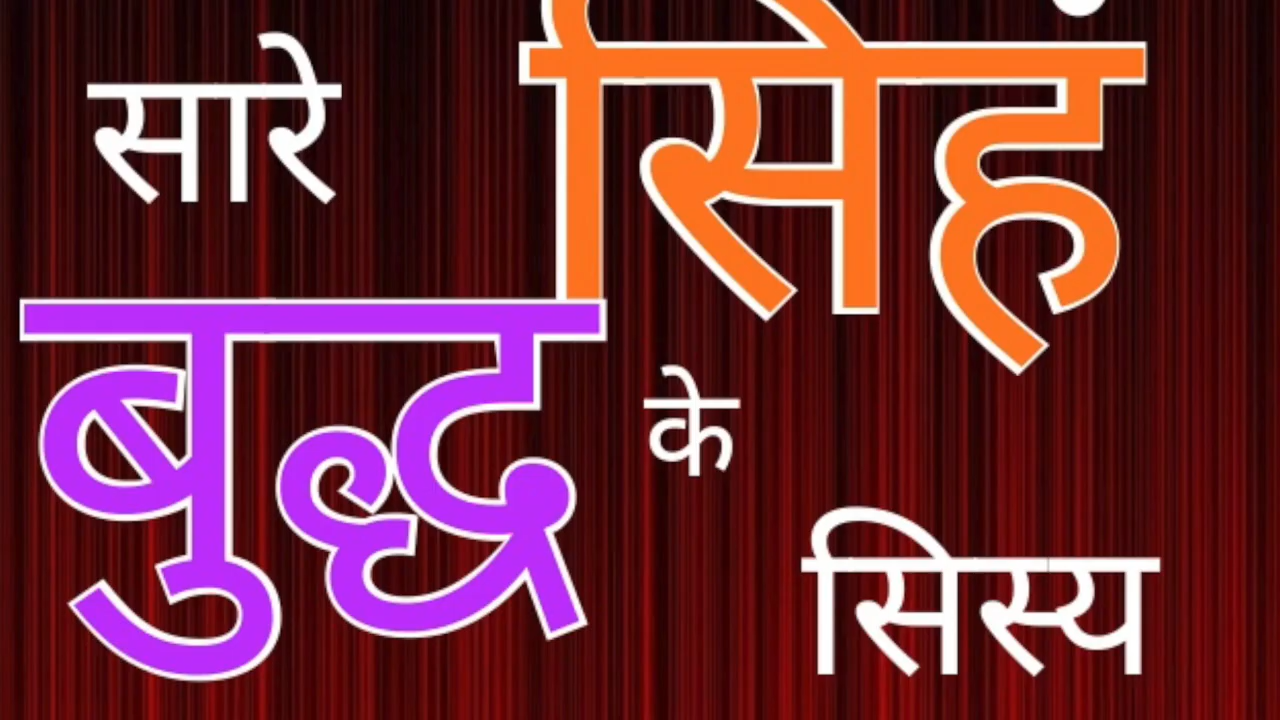 सारे सिहं
बुद्ध के
सिस्य